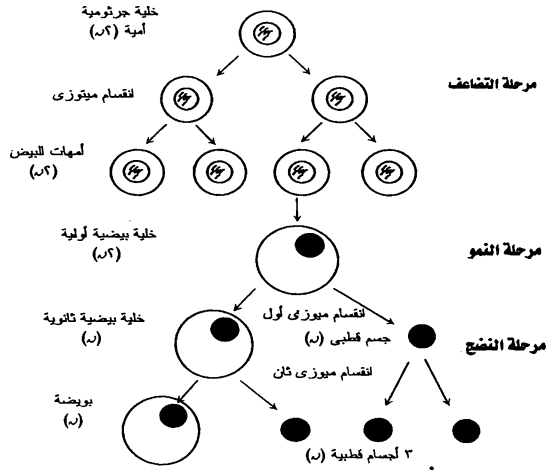 خلية جرثومية
أمية (٢ن)
مرحلة التضاعف
انقسام ميتوزى
أمهات للبيض
(٢ن)
خلية بيضية أولية
(٢ن)
مرحلة النمو
انقسام ميوزى أول
خلية بيضية ثانوية
(ن)
جسم قطبى (ن)
مرحلة النضج
انقسام ميوزى ثان
بويضة
(ن)
٣ أجسام قطبية (ن)